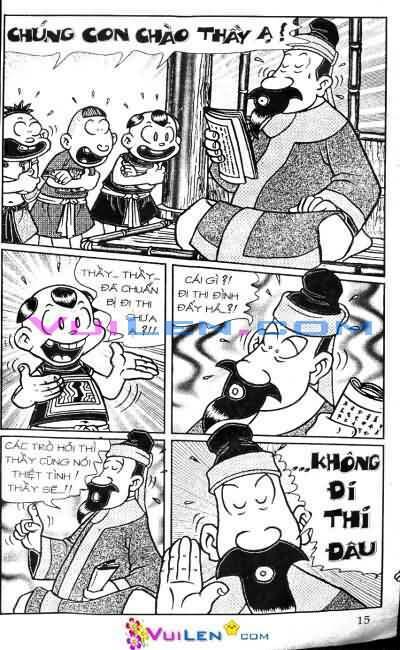 CHÚNG CON CHÀO THẦY Ạ!
THẦY... THẦY...
ĐÃ CHUẨN
BỊ ĐI THI
CHƯA
?!!
CÁI GÌ?!
ĐI THI ĐÌNH
ĐẤY HẢ..?!
VuiLen.com
CÁC TRÒ HỎI THÌ
THẦY CŨNG NÓI
THIỆT TÌNH!
THẦY SẼ..!!
...KHÔNG
ĐI
THI
ĐÂU
15
VuiLen.com